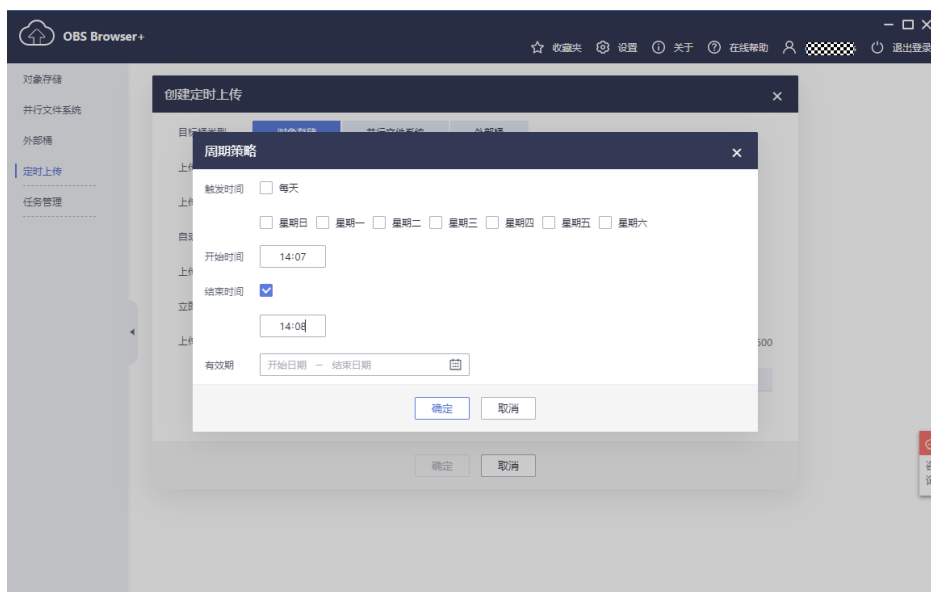 OBS Browser+
收藏夹 设置 关于 在线帮助 退出登录
对象存储
并行文件系统
外部桶
定时上传
任务管理
创建定时上传
周期策略
触发时间 每天
星期日 星期一 星期二 星期三 星期四 星期五 星期六
开始时间 14:07
结束时间
14:08
有效期 开始日期 – 结束日期
确定 取消
确定 取消